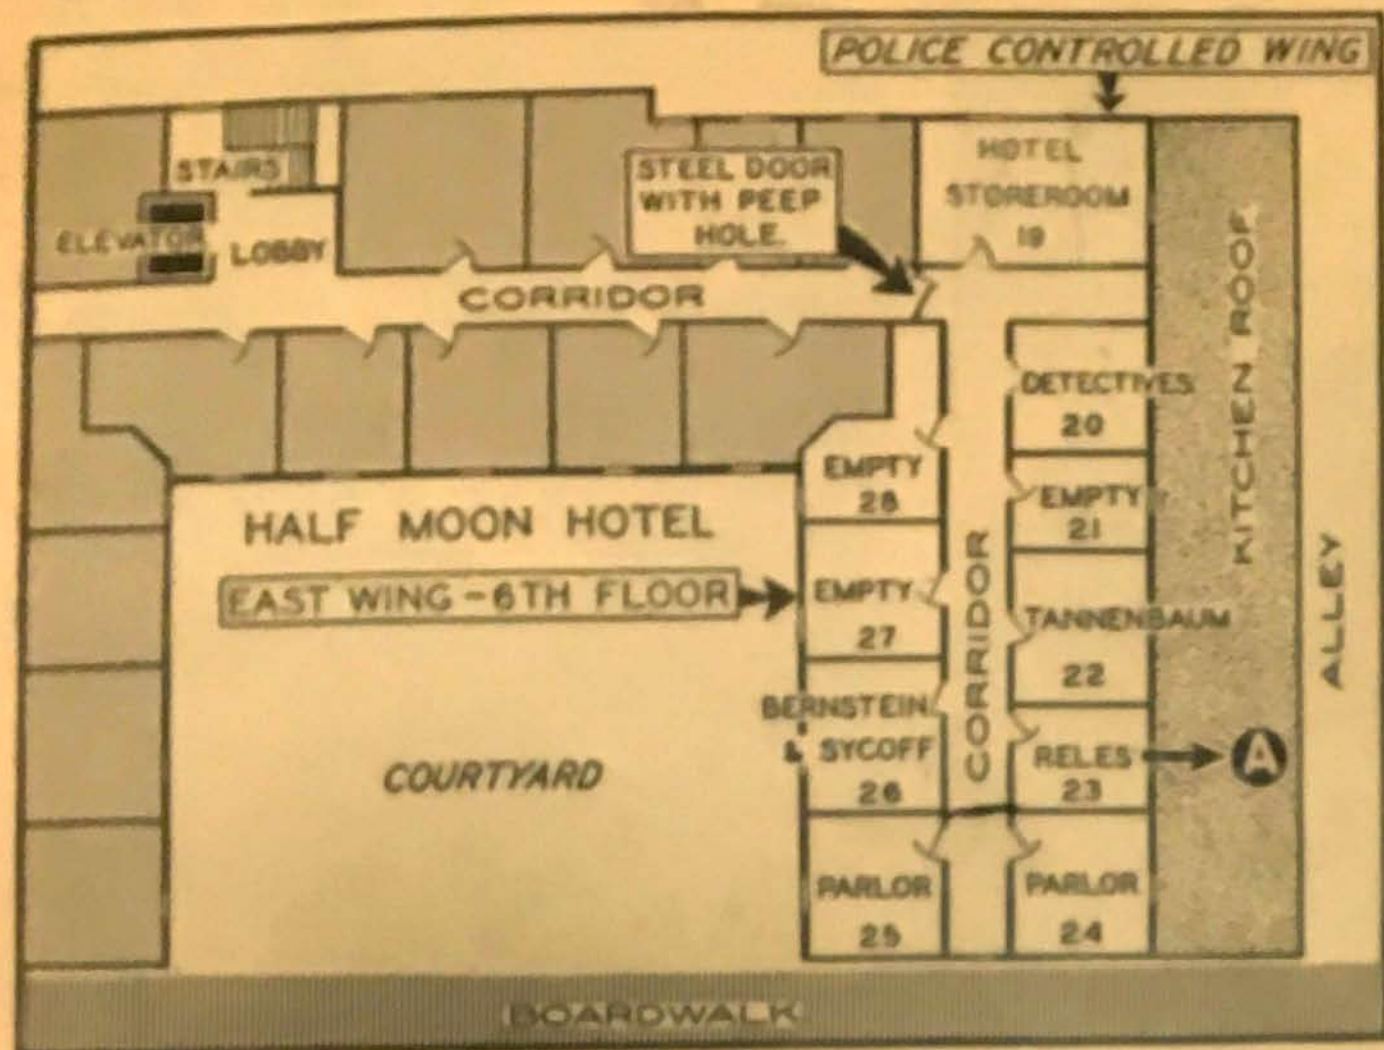 POLICE CONTROLLED WING
STAIRS
ELEVATOR
LOBBY
STEEL DOOR
WITH PEEP
HOLE.
HOTEL
STOREROOM
19
CORRIDOR
KITCHEN ROOF
ALLEY
DETECTIVES
20
EMPTY
28
EMPTY
21
HALF MOON HOTEL
EAST WING-6TH FLOOR
EMPTY
27
CORRIDOR
TANNENBAUM
22
BERNSTEIN
& SYCOFF
26
RELES
23
A
COURTYARD
PARLOR
25
PARLOR
24
BOARDWALK